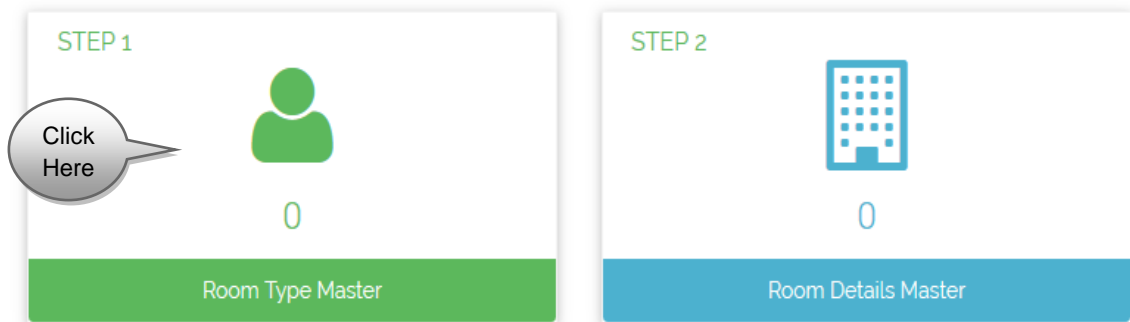 STEP 1
Click
Here
0
Room Type Master
STEP 2
0
Room Details Master